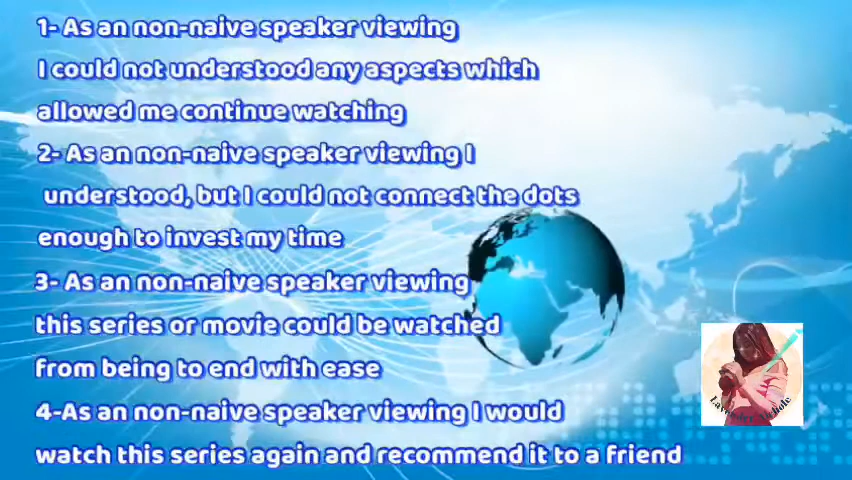 1- As an non-naive speaker viewing
I could not understood any aspects which
allowed me continue watching
2- As an non-naive speaker viewing I
understood, but I could not connect the dots
enough to invest my time
3- As an non-naive speaker viewing
this series or movie could be watched
from being to end with ease
4-As an non-naive speaker viewing I would
watch this series again and recommend it to a friend